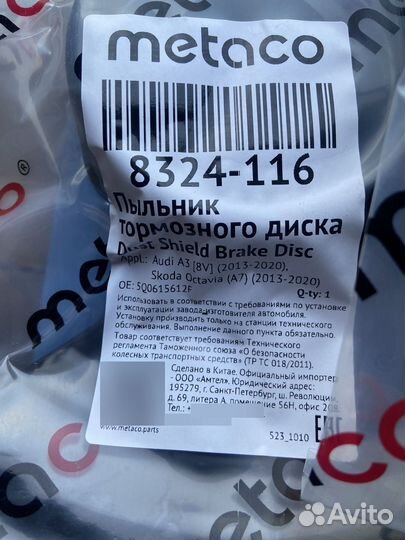 metaco
8324-116
Пыльник
тормозного диска
Dust Shield Brake Disc
Appl.: Audi A3 [8V] (2013-2020),
Skoda Octavia (A7) (2013-2020)
OE: 5Q0615612F
Q-ty: 1
Использовать в соответствии с требованиями по установке
и эксплуатации завода-изготовителя автомобиля.
Установку производить только на станции технического
обслуживания. Выполнение данного пункта обязательно.
Товар соответствует требованиям Технического
регламента Таможенного союза «О безопасности
колесных транспортных средств» (ТР ТС 018/2011).
Сделано в Китае. Официальный импортер
- ООО «Амтел». Юридический адрес:
195279, г. Санкт-Петербург, ш. Революции,
д. 69, литера А, помещение 56Н, офис
Тел.: +
www.metaco.parts
523_1010
EAC
metaco
metaco
Avito